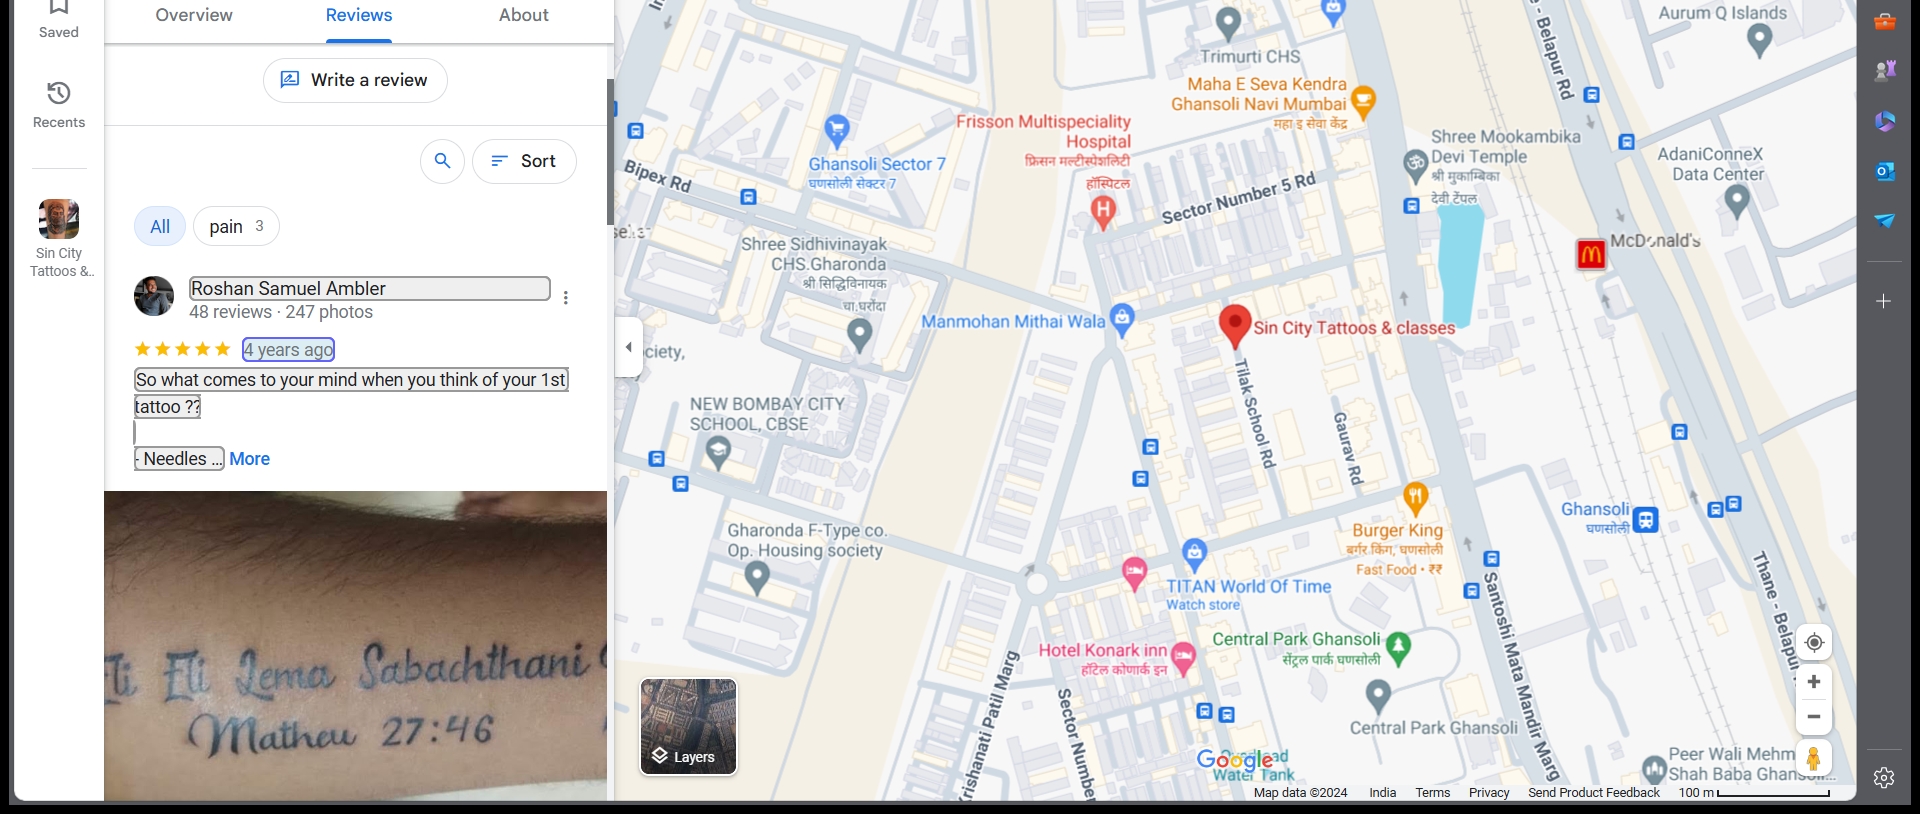 Saved
Recents
Sin City
Tattoos &..
Overview
Reviews
About
Write a review
Sort
All
pain 3
Roshan Samuel Ambler
48 reviews · 247 photos
4 years ago
So what comes to your mind when you think of your 1st
tattoo ??
- Needles ... More
Eli Lema Sabachthani
Matheu 27:46
Bipex Rd
Ghansoli Sector 7
घणसोली सेक्टर 7
Shree Sidhivinayak
CHS.Gharonda
श्री सिद्धिविनायक
चा.घरोंदा
ciety,
NEW BOMBAY CITY
SCHOOL, CBSE
Gharonda F-Type co.
Op. Housing society
Layers
Trimurti CHS
Maha E Seva Kendra
Ghansoli Navi Mumbai
महा इ सेवा केंद्र
Frisson Multispeciality
Hospital
फ्रिसन मल्टीस्पेशलिटी
हॉस्पिटल
H
Sector Number 5 Rd
Manmohan Mithai Wala
Sin City Tattoos & classes
Tilak School Rd
Gaurav Rd
Burger King
बर्गर किंग, घणसोली
Fast Food • ₹₹
TITAN World Of Time
Watch store
Hotel Konark inn
हॉटेल कोणार्क इन
Central Park Ghansoli
सेंट्रल पार्क घणसोली
Central Park Ghansoli
Krishanati Patil Marg
Sector Number
Google
Water Tank
Aurum Q Islands
- Belapur Rd
Shree Mookambika
Devi Temple
श्री मुकाम्बिका
देवी टेंपल
AdaniConneX
Data Center
McDonald's
Ghansoli
घणसोली
Santoshi Mata Mandir Marg
Thane - Belapur
Peer Wali Mehm
Shah Baba Ghansoli...
Map data ©2024
India
Terms
Privacy
Send Product Feedback
100 m